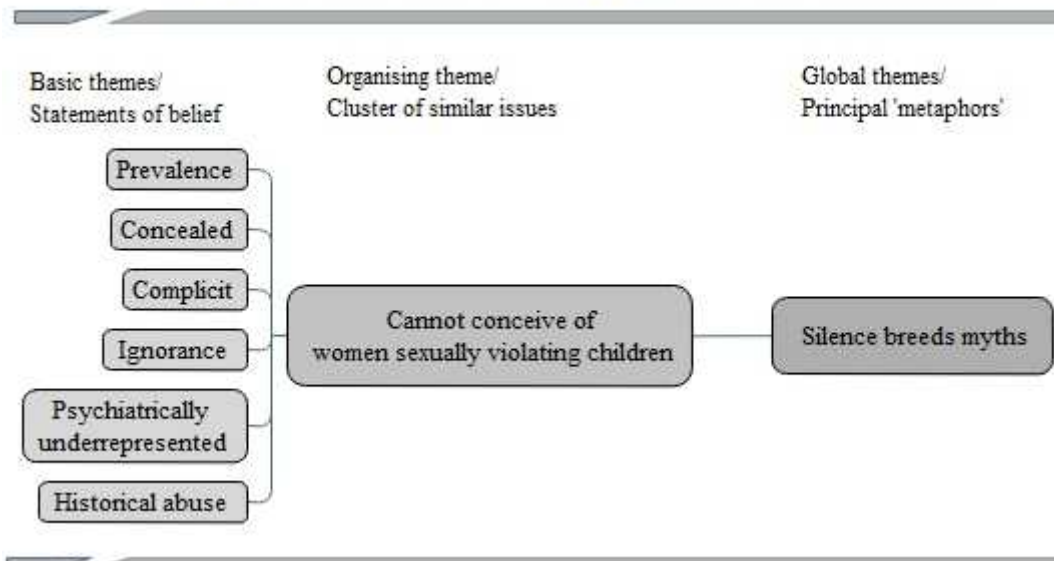 Basic themes/
Statements of belief
Organising theme/
Cluster of similar issues
Global themes/
Principal 'metaphors'
Prevalence
Concealed
Complicit
Ignorance
Psychiatrically
underrepresented
Historical abuse
Cannot conceive of
women sexually violating children
Silence breeds myths